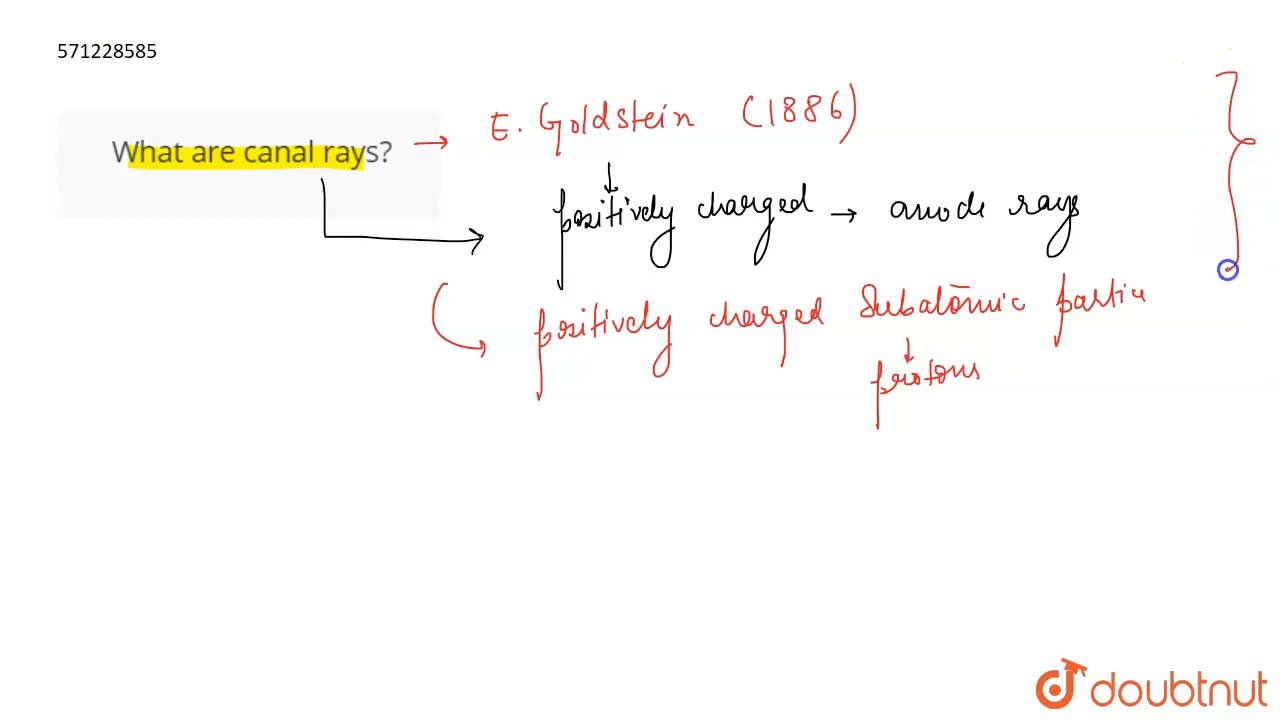 571228585
What are canal rays? → E. Goldstein (1886)
↓
positively charged → anode rays
positively charged Subatomic partic
↓
protons
doubtnut